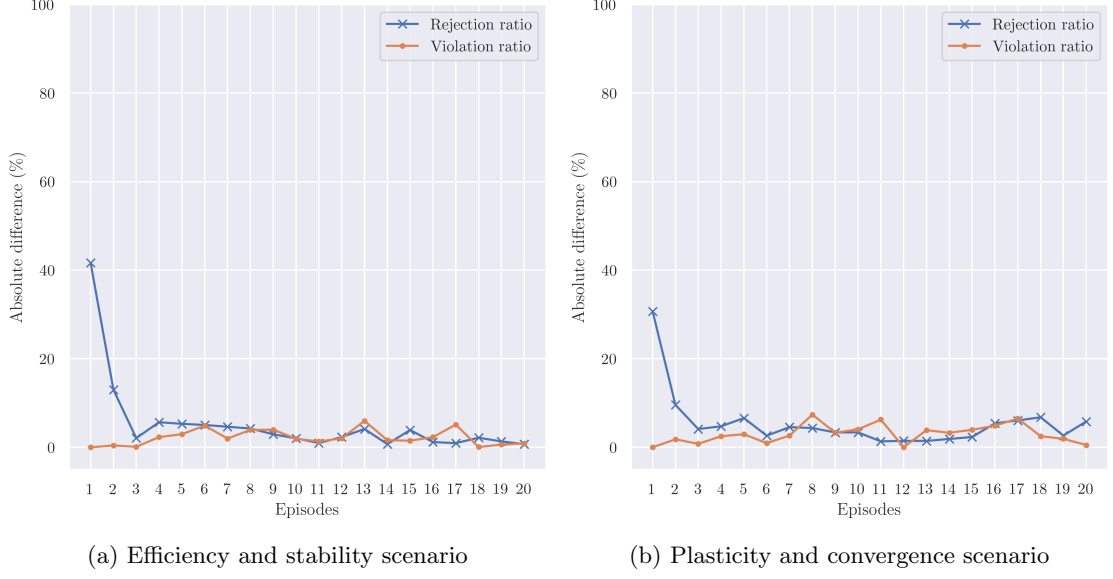 100
80
60
40
20
0
Absolute difference (%)
Rejection ratio
Violation ratio
1 2 3 4 5 6 7 8 9 10 11 12 13 14 15 16 17 18 19 20
Episodes
(a) Efficiency and stability scenario
100
80
60
40
20
0
Absolute difference (%)
Rejection ratio
Violation ratio
1 2 3 4 5 6 7 8 9 10 11 12 13 14 15 16 17 18 19 20
Episodes
(b) Plasticity and convergence scenario